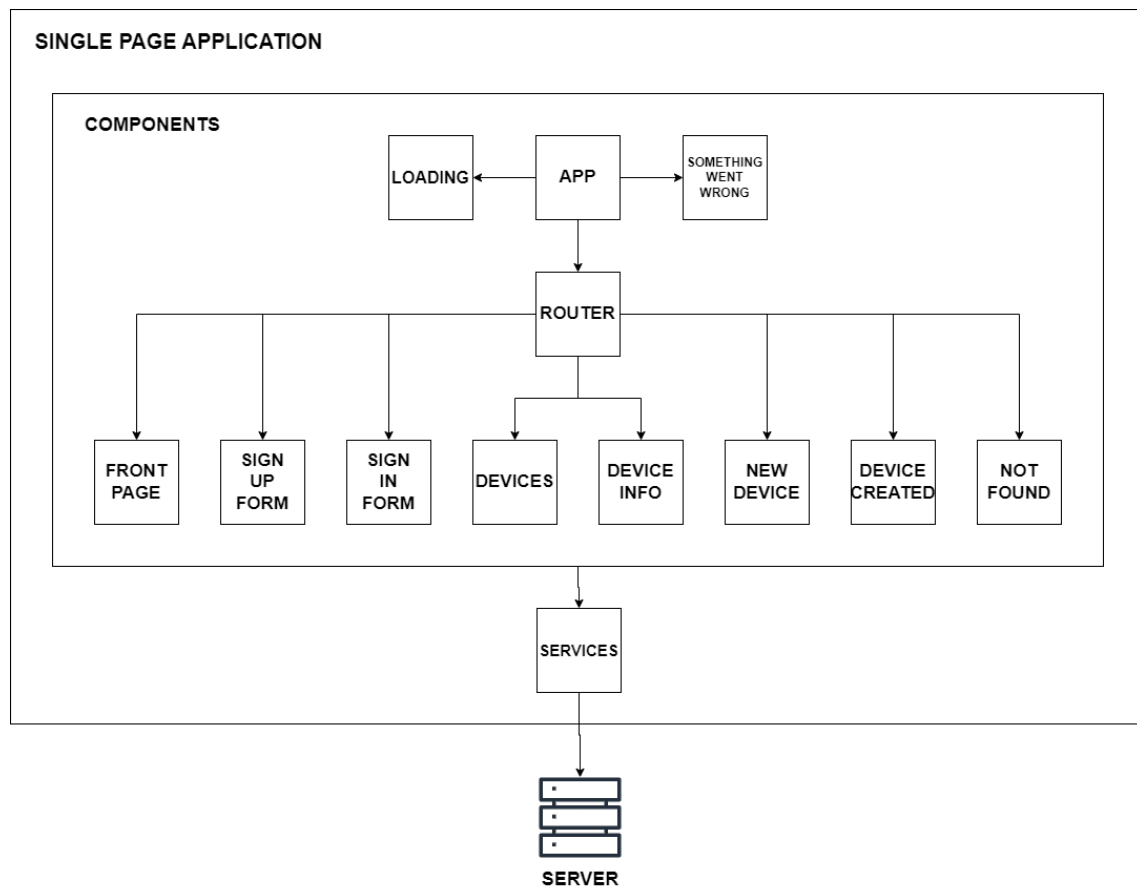 SINGLE PAGE APPLICATION
COMPONENTS
LOADING
APP
SOMETHING
WENT
WRONG
ROUTER
FRONT
PAGE
SIGN
UP
FORM
SIGN
IN
FORM
DEVICES
DEVICE
INFO
NEW
DEVICE
DEVICE
CREATED
NOT
FOUND
SERVICES
SERVER